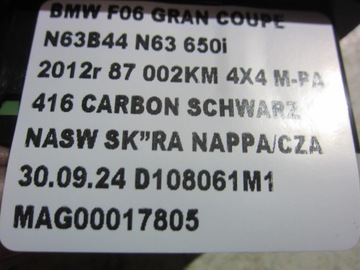 BMW F06 GRAN COUPE
N63B44 N63 650i
2012r 87 002KM 4X4 M-PA
416 CARBON SCHWARZ
NASW SK"RA NAPPA/CZA
30.09.24 D108061M1
MAG00017805